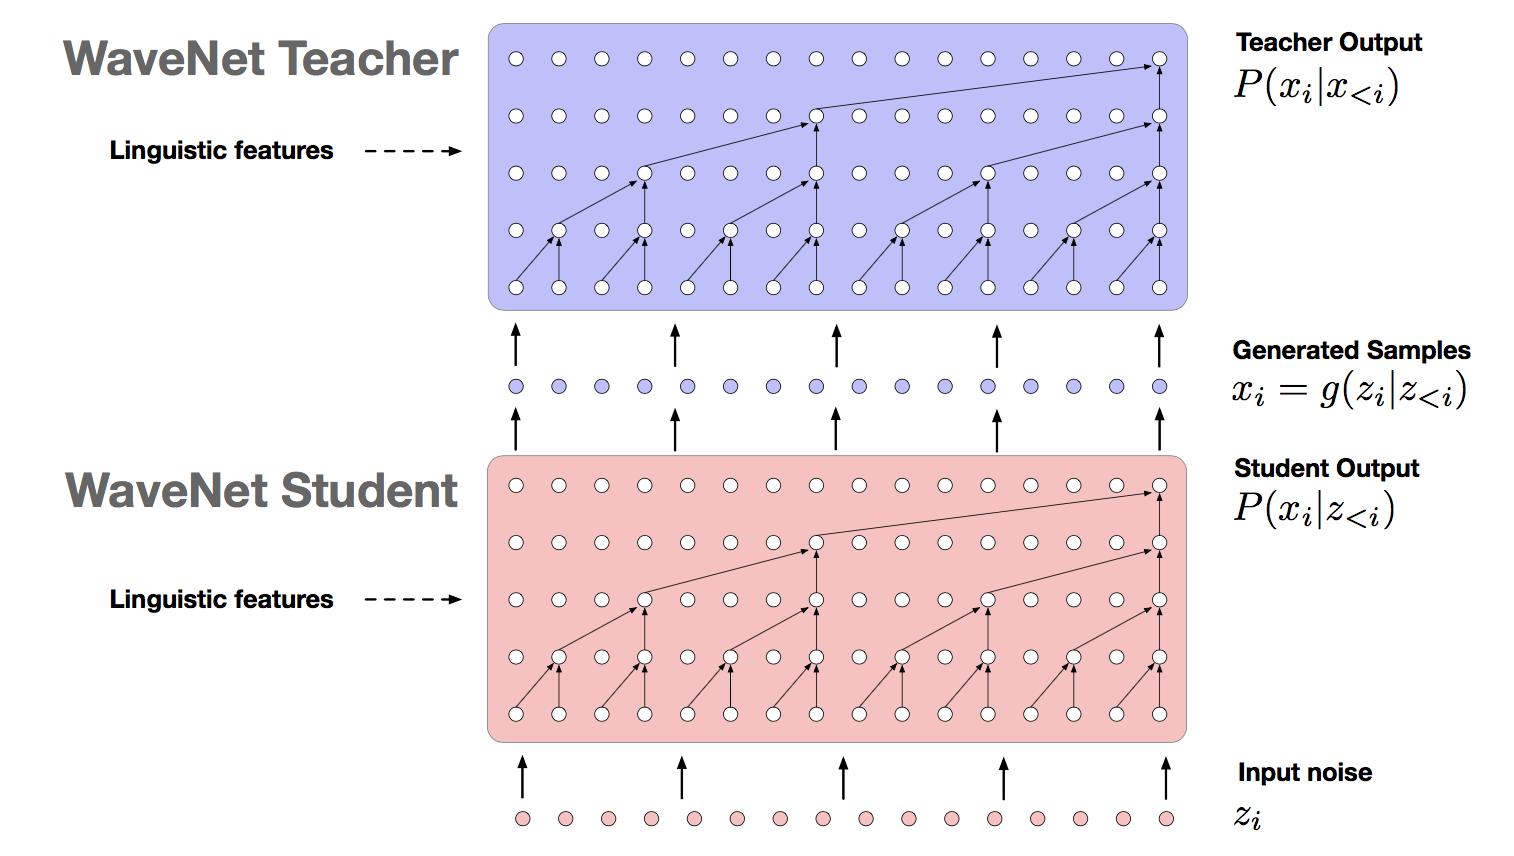 WaveNet Teacher
Linguistic features
Teacher Output
P(x_i|x_{<i})
Generated Samples
x_i = g(z_i|z_{<i})
WaveNet Student
Linguistic features
Student Output
P(x_i|z_{<i})
Input noise
z_i